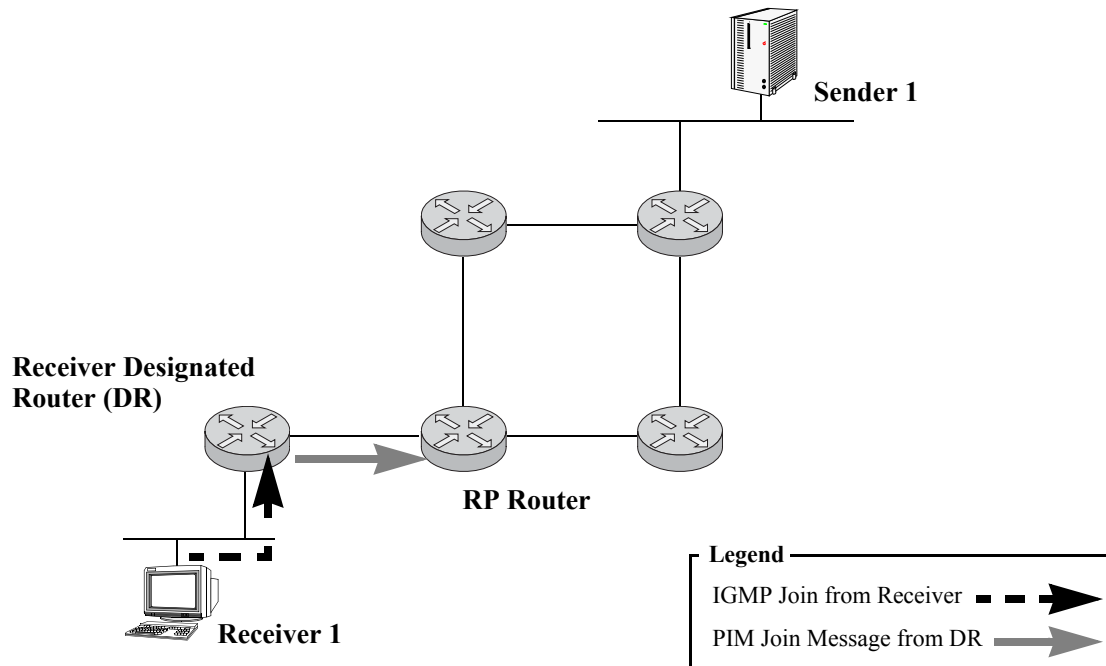 Sender 1
Receiver Designated
Router (DR)
RP Router
Receiver 1
Legend
IGMP Join from Receiver
PIM Join Message from DR